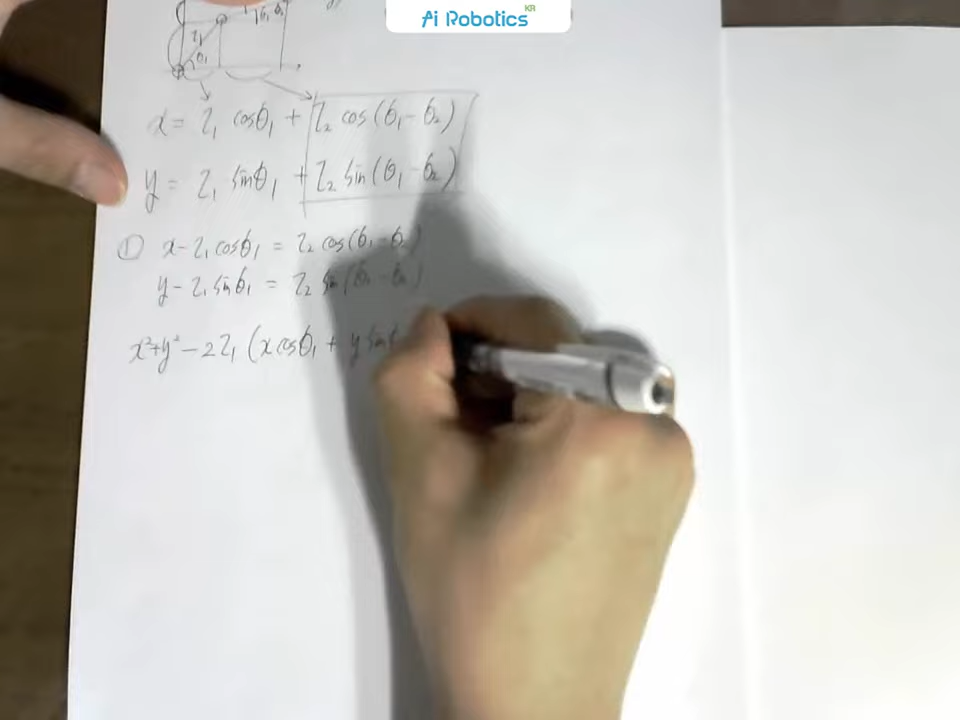 Ai Robotics KR
x = l₁ cosθ₁ + l₂ cos(θ₁ - θ₂)
y = l₁ sinθ₁ + l₂ sin(θ₁ - θ₂)
① x - l₁ cosθ₁ = l₂ cos(θ₁ - θ₂)
y - l₁ sinθ₁ = l₂ sin(θ₁ - θ₂)
x² + y² - 2l₁ (x cosθ₁ + y sin